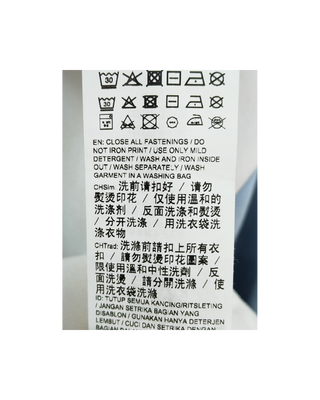 30
30
EN: CLOSE ALL FASTENINGS / DO
NOT IRON PRINT / USE ONLY MILD
DETERGENT / WASH AND IRON INSIDE
OUT / WASH SEPARATELY / WASH
GARMENT IN A WASHING BAG
CHSim: 洗前请扣好 / 请勿
熨烫印花 / 仅使用温和的
洗涤剂 / 反面洗涤和熨烫
/ 分开洗涤 / 用衣袋洗
涤衣物
CHTrad: 洗滌前請扣上所有衣
扣 / 請勿熨燙印花圖案 /
限使用溫和中性洗劑 / 反
面洗燙 / 請分開洗滌 / 使
用洗衣袋洗滌
ID: TUTUP SEMUA KANCING/RITSLETING
/ JANGAN SETRIKA BAGIAN YANG
DISABLON / GUNAKAN HANYA DETERJEN
LEMBUT / CUCI DAN SETRIKA DENGAN